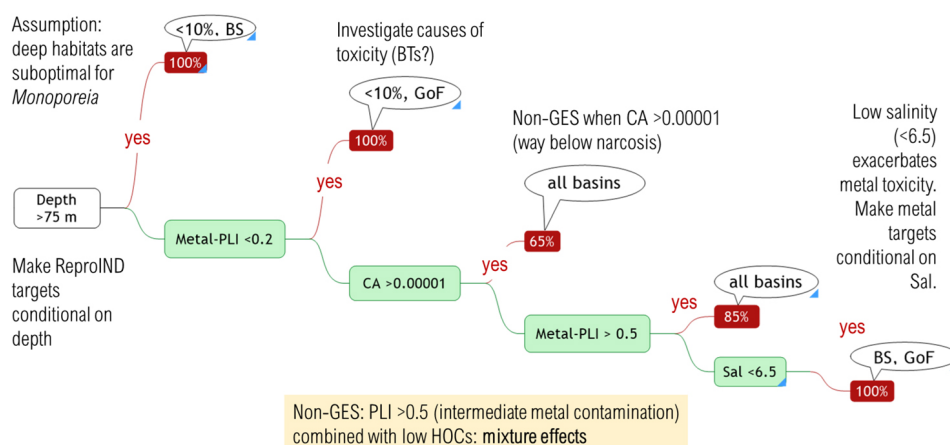 Assumption:
deep habitats are
suboptimal for
Monoporeia
<10%, BS
100%
yes
Depth
>75 m
Make ReproIND
targets
conditional on
depth
Investigate causes of
toxicity (BTs?)
<10%, GoF
100%
yes
Metal-PLI <0.2
Non-GES when CA >0.00001
(way below narcosis)
all basins
65%
yes
CA >0.00001
all basins
85%
yes
Metal-PLI > 0.5
Low salinity
(<6.5)
exacerbates
metal toxicity.
Make metal
targets
conditional on
Sal.
yes
BS, GoF
100%
Sal <6.5
Non-GES: PLI >0.5 (intermediate metal contamination)
combined with low HOCs: mixture effects